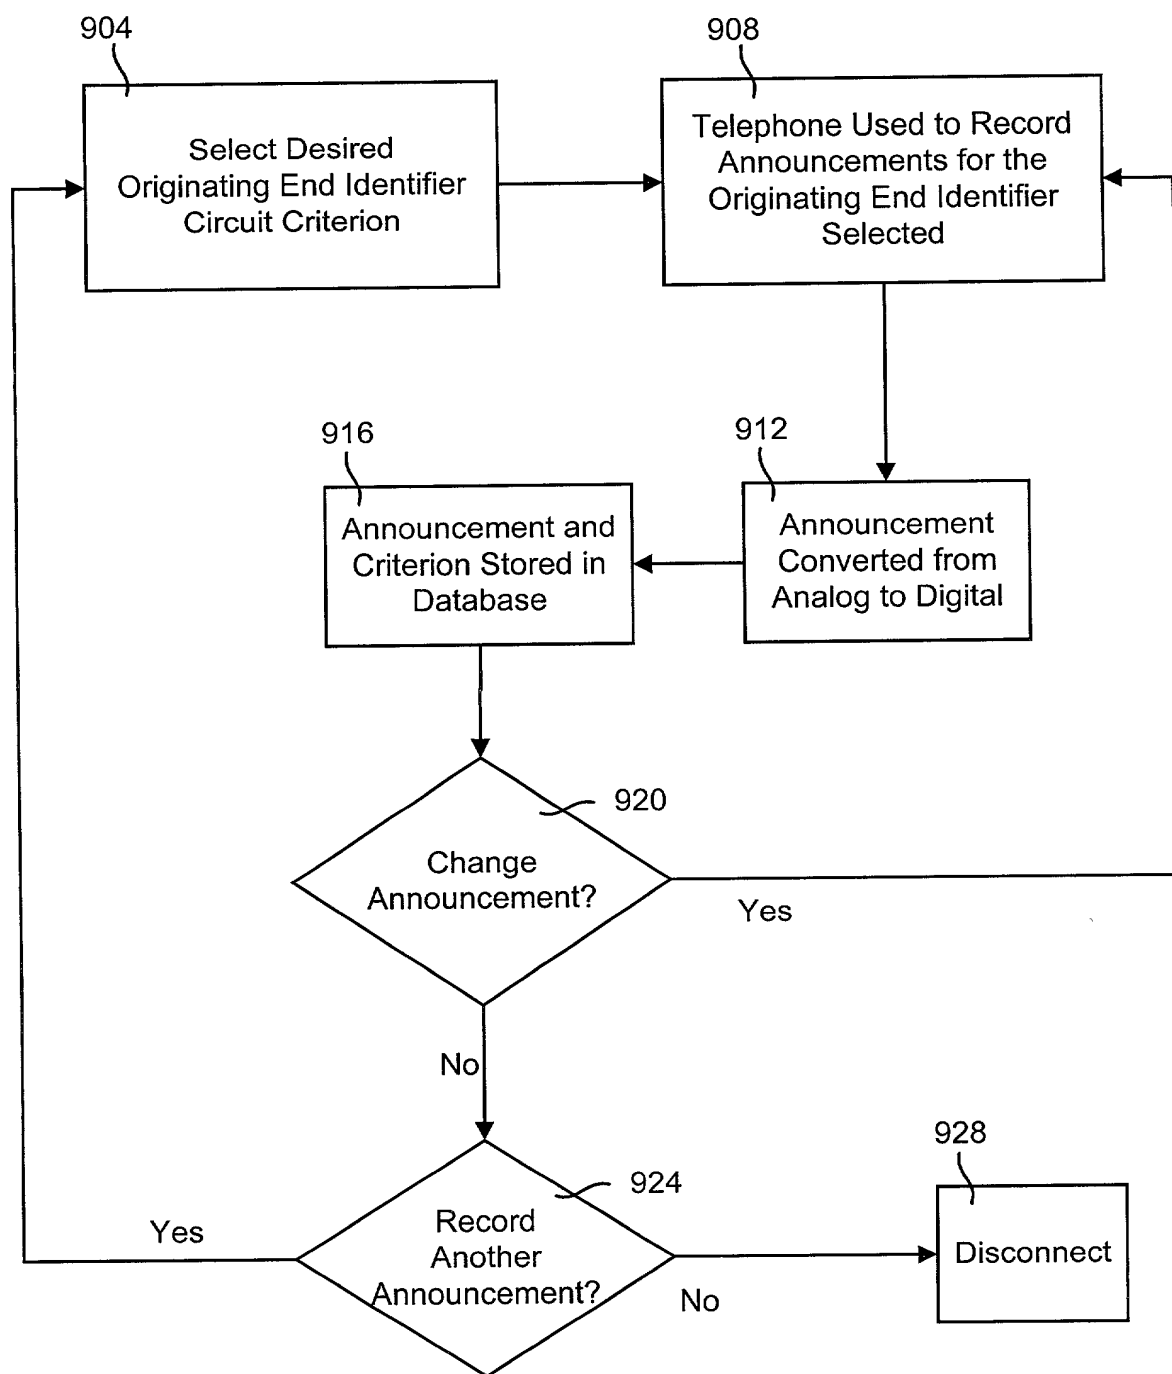 904
908
Select Desired
Originating End Identifier
Circuit Criterion
Telephone Used to Record
Announcements for the
Originating End Identifier
Selected
916
912
Announcement and
Criterion Stored in
Database
Announcement
Converted from
Analog to Digital
920
Change
Announcement?
Yes
No
928
924
Yes
Record
Another
Announcement?
No
Disconnect